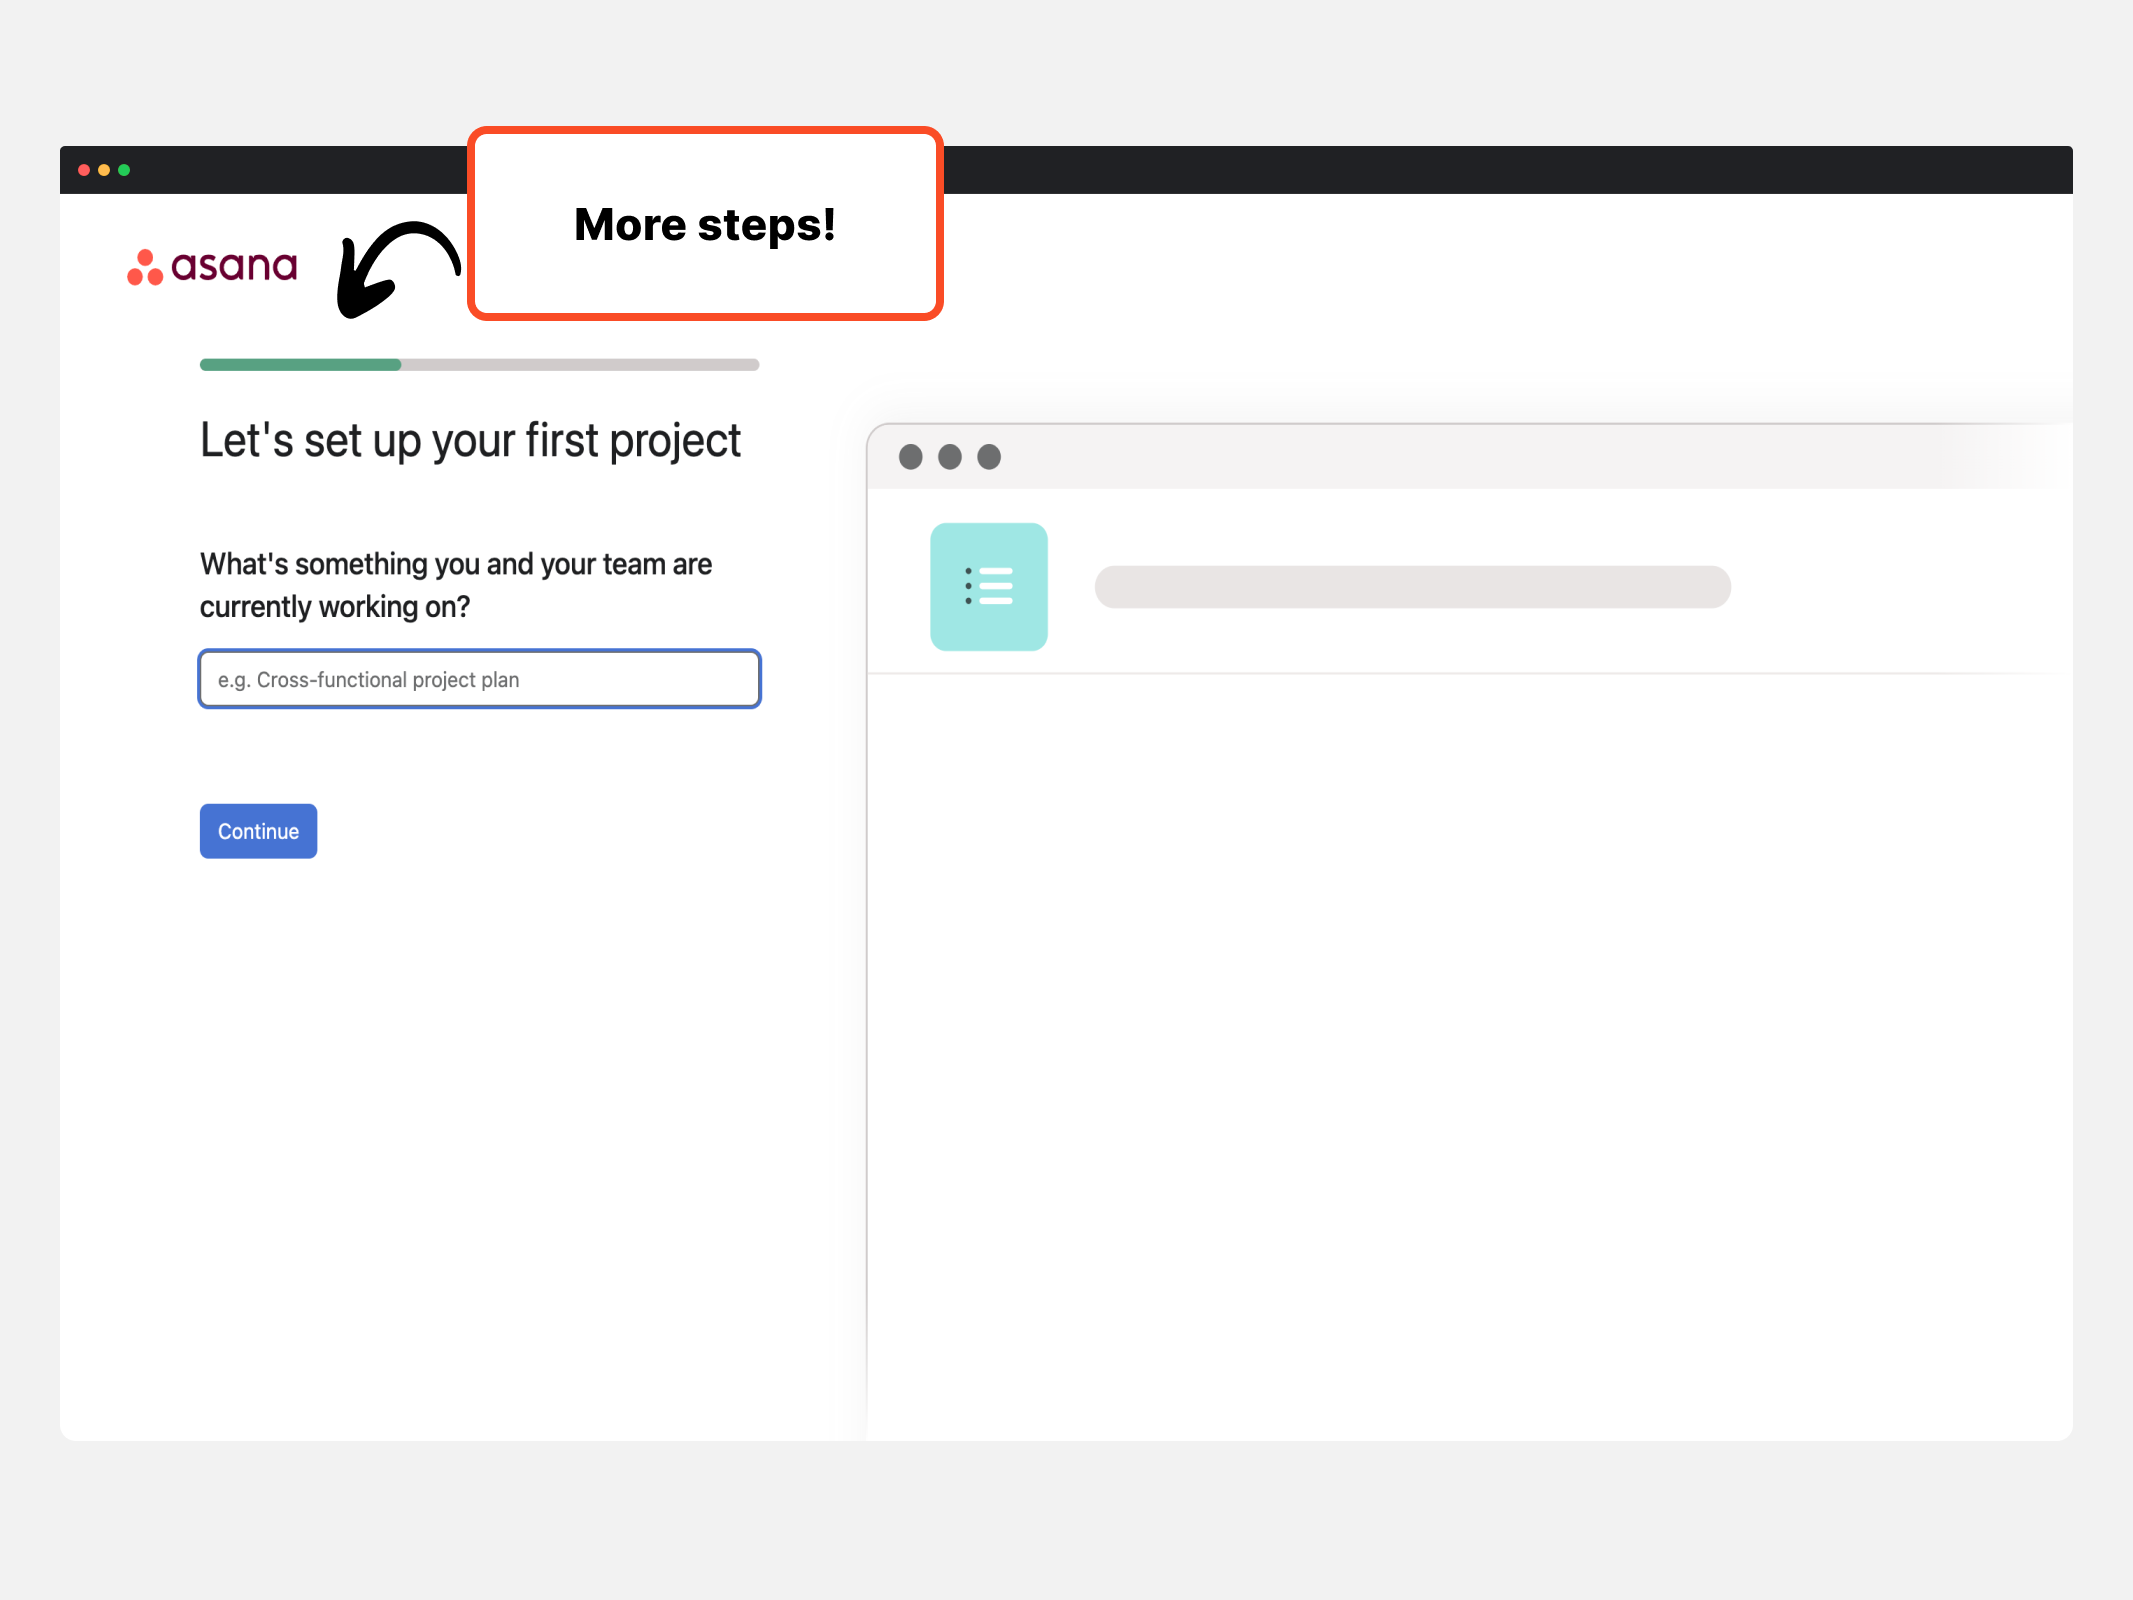 More steps!
asana
Let's set up your first project
What's something you and your team are
currently working on?
e.g. Cross-functional project plan
Continue